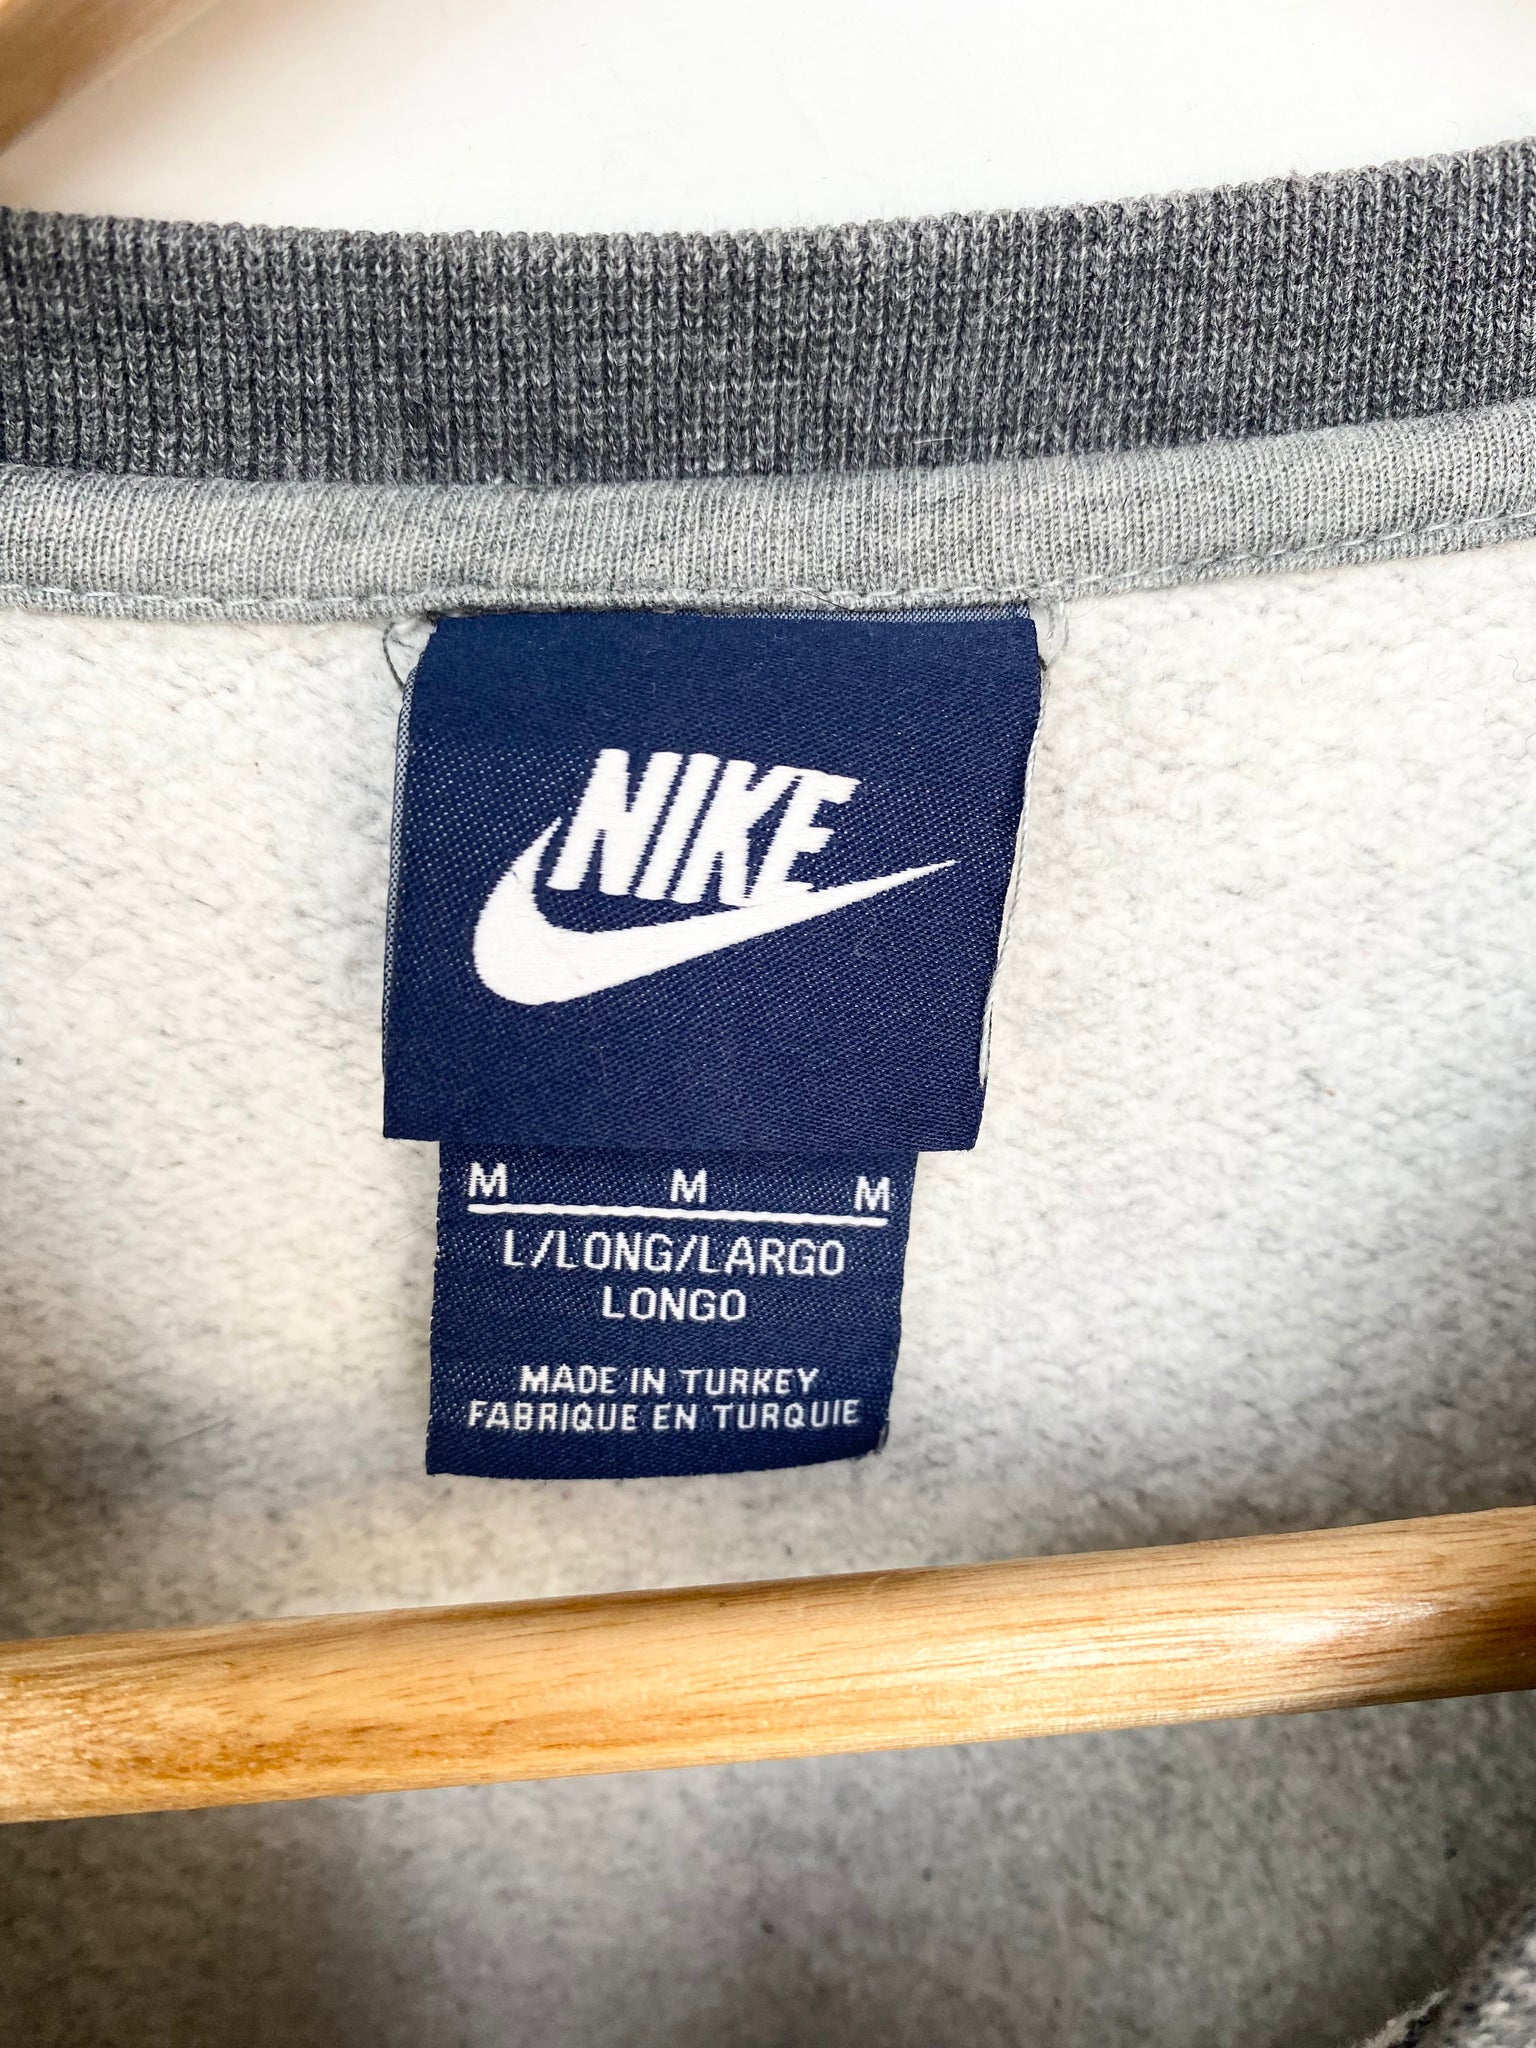 NIKE
M M M
L/LONG/LARGO
LONGO
MADE IN TURKEY
FABRIQUE EN TURQUIE